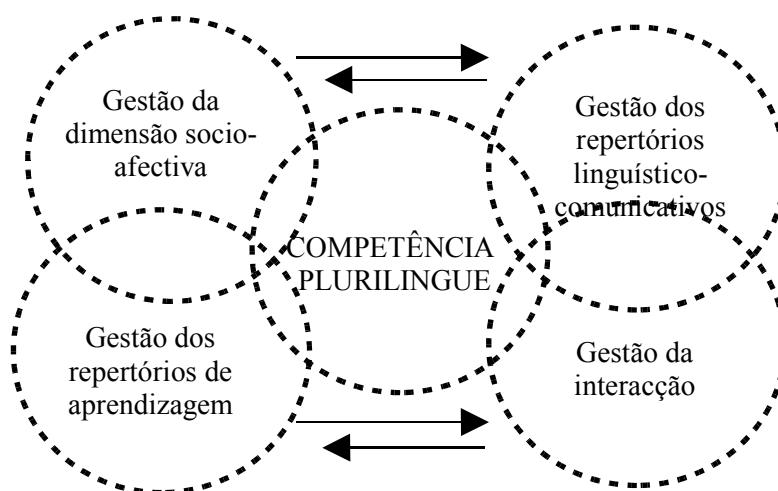 Gestão da
dimensão socio-
afectiva
Gestão dos
repertórios
linguístico-
comunicativos
COMPETÊNCIA
PLURILINGUE
Gestão dos
repertórios de
aprendizagem
Gestão da
interacção